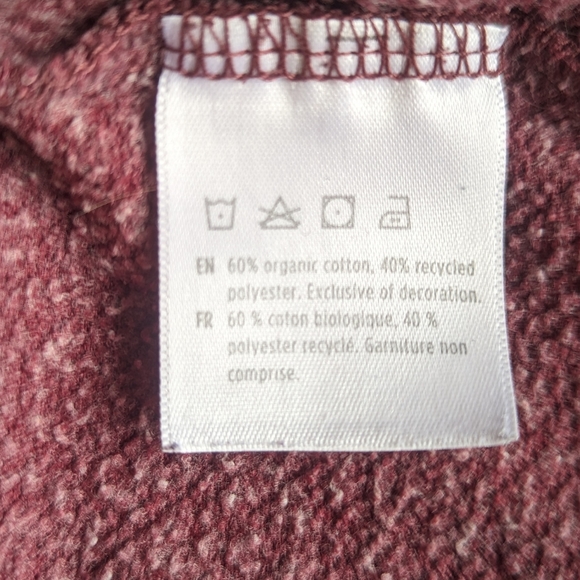 EN 60% organic cotton, 40% recycled
polyester. Exclusive of decoration.
FR 60 % coton biologique, 40 %
polyester recyclé. Garniture non
comprise.